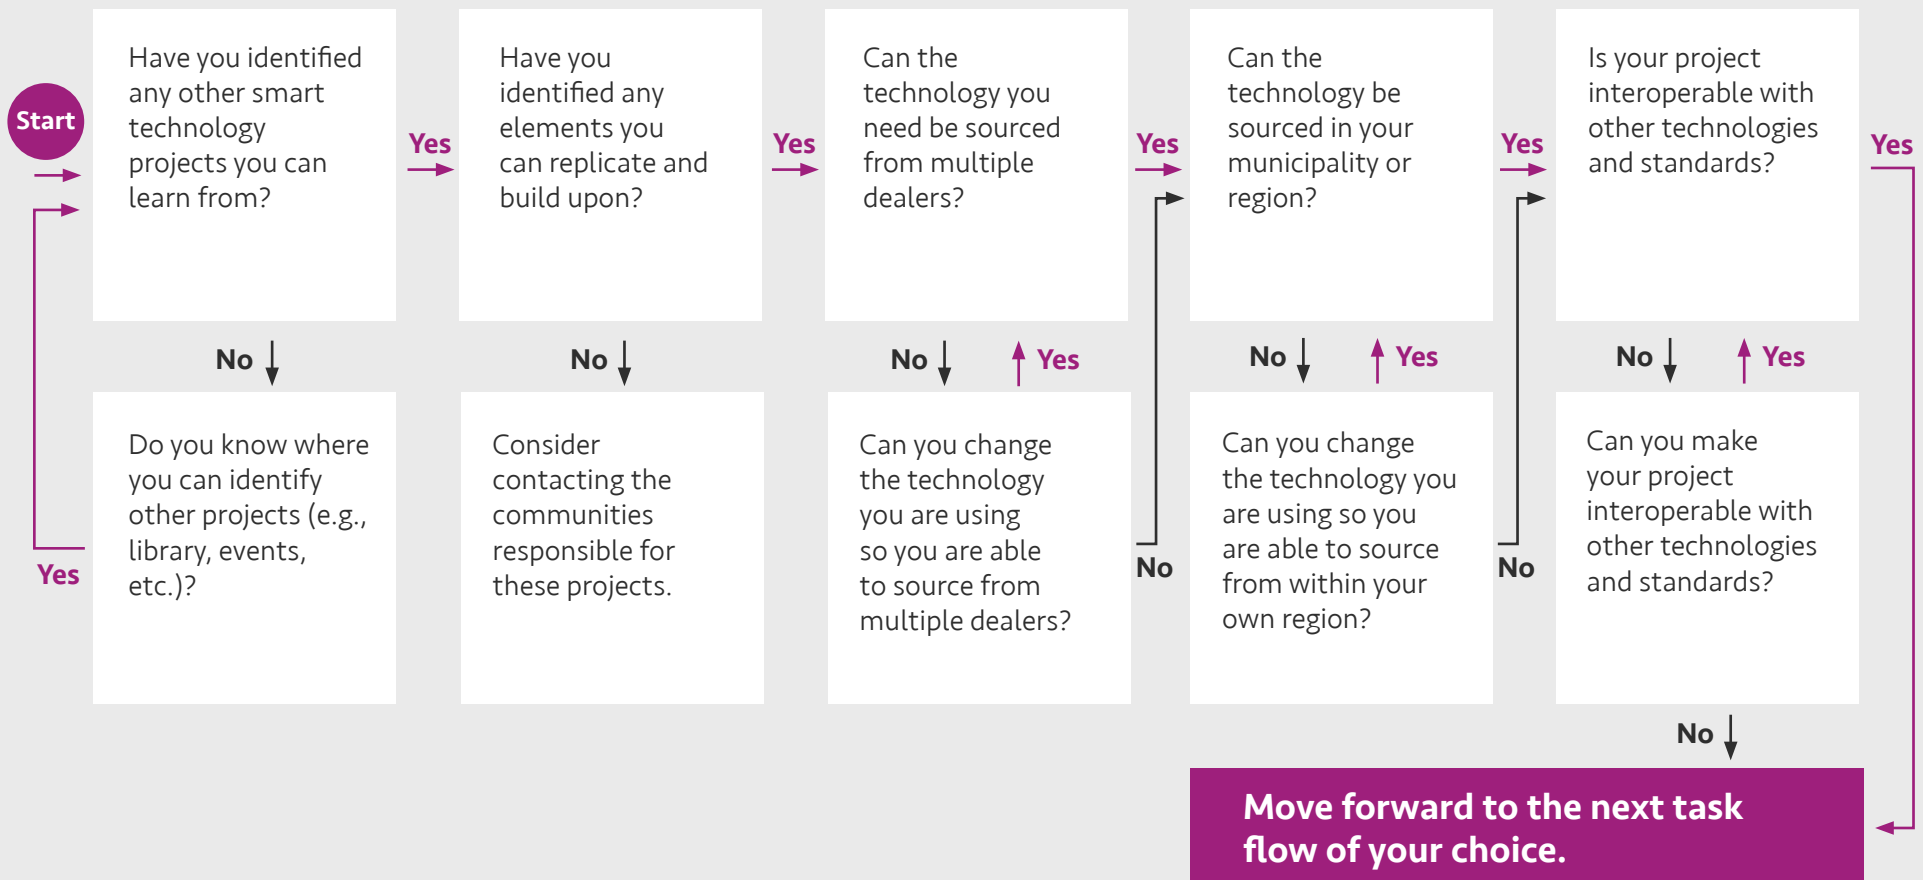 Start
Have you identified
any other smart
technology
projects you can
learn from?
Yes
Have you
identified any
elements you
can replicate and
build upon?
Yes
Can the
technology you
need be sourced
from multiple
dealers?
Yes
Can the
technology be
sourced in your
municipality or
region?
Yes
Is your project
interoperable with
other technologies
and standards?
Yes
No
No
No
Yes
No
Yes
No
Yes
Do you know where
you can identify
other projects (e.g.,
library, events,
etc.)?
Yes
Consider
contacting the
communities
responsible for
these projects.
Can you change
the technology
you are using
so you are able
to source from
multiple dealers?
No
Can you change
the technology you
are using so you
are able to source
from within your
own region?
No
Can you make
your project
interoperable with
other technologies
and standards?
No
Move forward to the next task
flow of your choice.